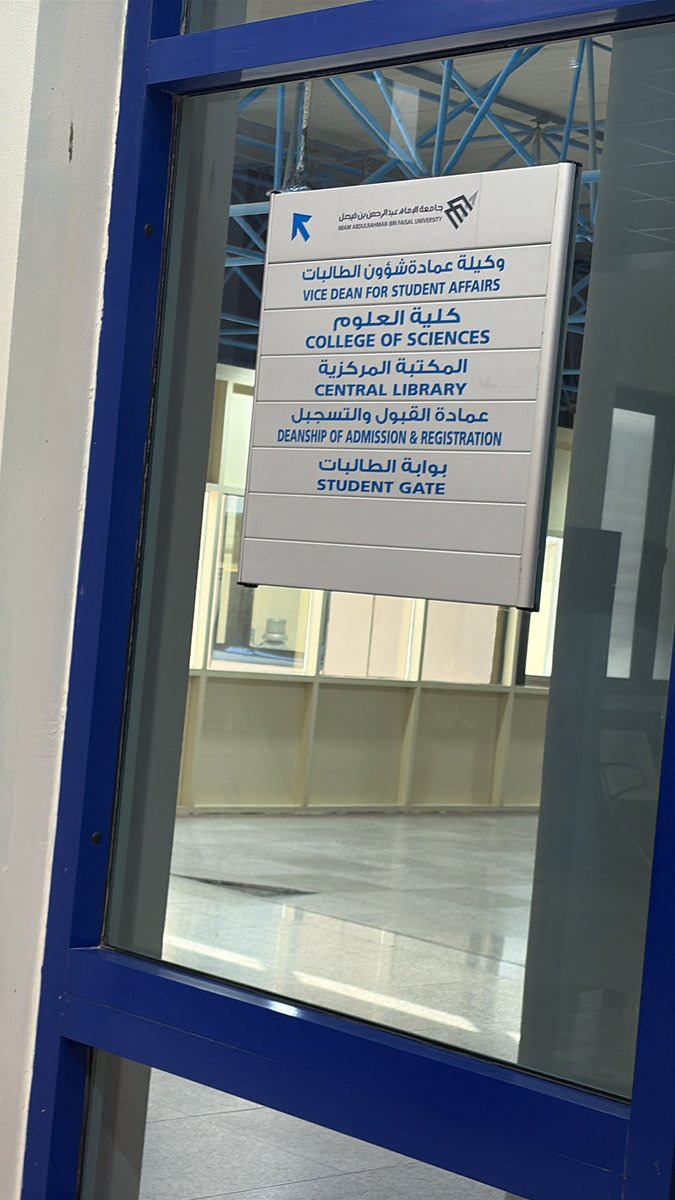 جامعة الإمام عبدالرحمن بن فيصل
IMAM ABDULRAHMAN BIN FAISAL UNIVERSITY
وكيلة عمادة شؤون الطالبات
VICE DEAN FOR STUDENT AFFAIRS
كلية العلوم
COLLEGE OF SCIENCES
المكتبة المركزية
CENTRAL LIBRARY
عمادة القبول والتسجيل
DEANSHIP OF ADMISSION & REGISTRATION
بوابة الطالبات
STUDENT GATE